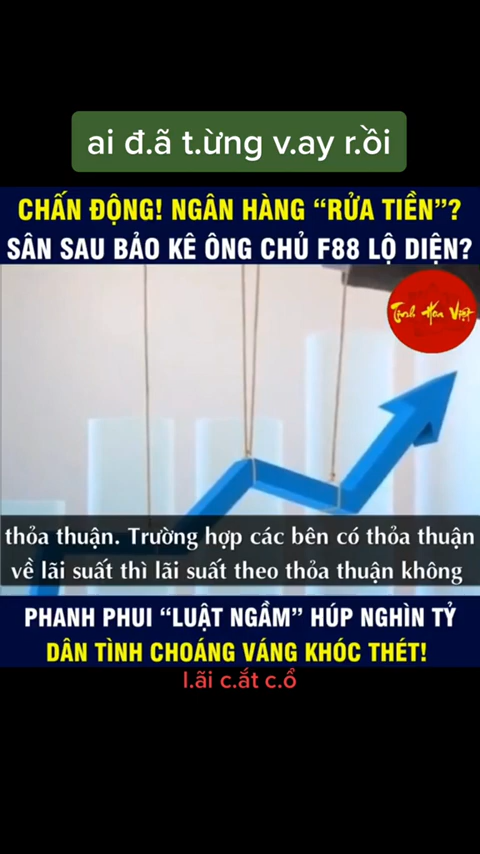 ai đ.ã t.ừng v.ay r.ồi
CHẤN ĐỘNG! NGÂN HÀNG “RỬA TIỀN”?
SÂN SAU BẢO KÊ ÔNG CHỦ F88 LỘ DIỆN?
Tinh Hoa Việt
thỏa thuận. Trường hợp các bên có thỏa thuận
về lãi suất thì lãi suất theo thỏa thuận không
PHANH PHUI “LUẬT NGẦM” HÚP NGHÌN TỶ
DÂN TÌNH CHOÁNG VÁNG KHÓC THÉT!
l.ãi c.ắt c.ổ